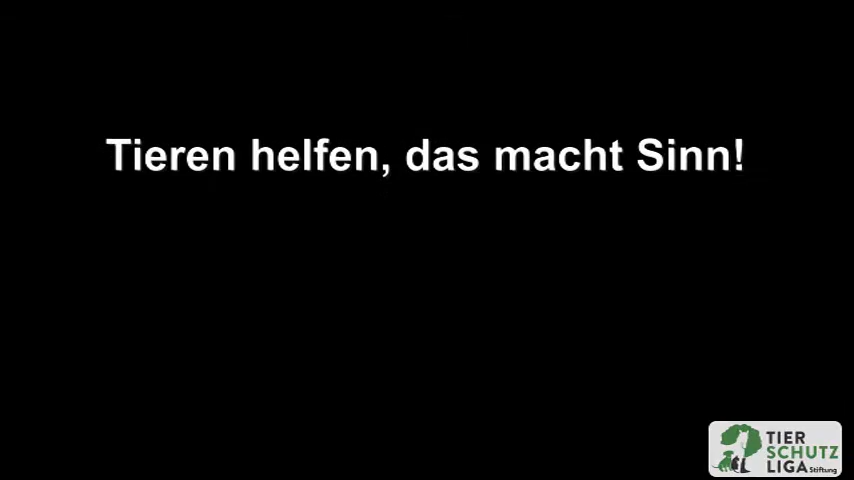 Tieren helfen, das macht Sinn!
TIER
SCHUTZ
LIGA Stiftung